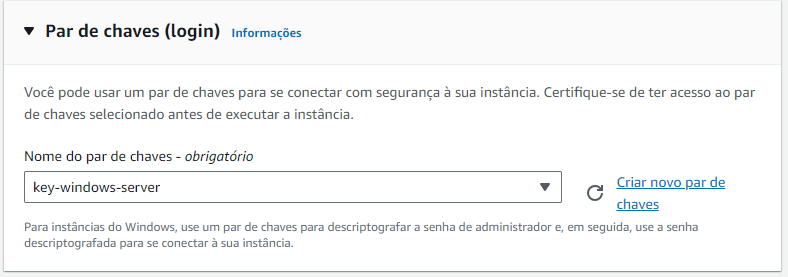 Par de chaves (login) Informações
Você pode usar um par de chaves para se conectar com segurança à sua instância. Certifique-se de ter acesso ao par
de chaves selecionado antes de executar a instância.
Nome do par de chaves - obrigatório
key-windows-server
Criar novo par de
chaves
Para instâncias do Windows, use um par de chaves para descriptografar a senha de administrador e, em seguida, use a senha
descriptografada para se conectar à sua instância.